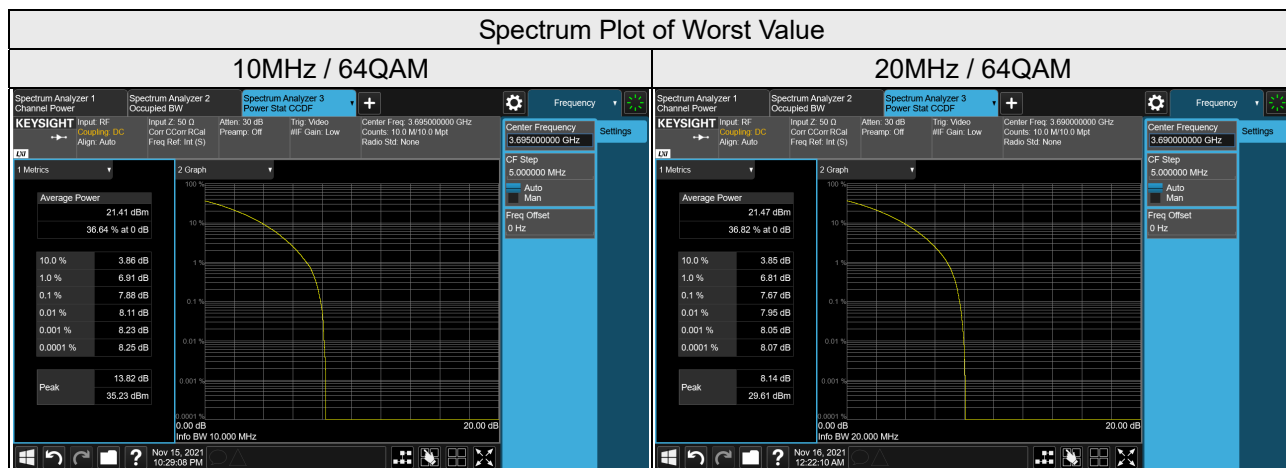 Spectrum Plot of Worst Value
10MHz / 64QAM
Spectrum Analyzer 1
Channel Power
Spectrum Analyzer 2
Occupied BW
Spectrum Analyzer 3
Power Stat CCDF
Frequency
KEYSIGHT
Input: RF
Coupling: DC
Align: Auto
Input Z: 50 Ω
Corr CCorr RCal
Freq Ref: Int (S)
Atten: 30 dB
Preamp: Off
Trig: Video
#IF Gain: Low
Center Freq: 3.695000000 GHz
Counts: 10.0 M/10.0 Mpt
Radio Std: None
LXI
Center Frequency
3.695000000 GHz
Settings
CF Step
5.000000 MHz
Auto
Man
Freq Offset
0 Hz
1 Metrics
Average Power
21.41 dBm
36.64 % at 0 dB
10.0 % 3.86 dB
1.0 % 6.91 dB
0.1 % 7.88 dB
0.01 % 8.11 dB
0.001 % 8.23 dB
0.0001 % 8.25 dB
Peak
13.82 dB
35.23 dBm
2 Graph
100 %
10 %
1 %
0.1 %
0.01 %
0.001 %
0.0001 %
0.00 dB 20.00 dB
Info BW 10.000 MHz
Nov 15, 2021
10:29:08 PM
20MHz / 64QAM
Spectrum Analyzer 1
Channel Power
Spectrum Analyzer 2
Occupied BW
Spectrum Analyzer 3
Power Stat CCDF
Frequency
KEYSIGHT
Input: RF
Coupling: DC
Align: Auto
Input Z: 50 Ω
Corr CCorr RCal
Freq Ref: Int (S)
Atten: 30 dB
Preamp: Off
Trig: Video
#IF Gain: Low
Center Freq: 3.690000000 GHz
Counts: 10.0 M/10.0 Mpt
Radio Std: None
LXI
Center Frequency
3.690000000 GHz
Settings
CF Step
5.000000 MHz
Auto
Man
Freq Offset
0 Hz
1 Metrics
Average Power
21.47 dBm
36.82 % at 0 dB
10.0 % 3.85 dB
1.0 % 6.81 dB
0.1 % 7.67 dB
0.01 % 7.95 dB
0.001 % 8.05 dB
0.0001 % 8.07 dB
Peak
8.14 dB
29.61 dBm
2 Graph
100 %
10 %
1 %
0.1 %
0.01 %
0.001 %
0.0001 %
0.00 dB 20.00 dB
Info BW 20.000 MHz
Nov 16, 2021
12:22:10 AM